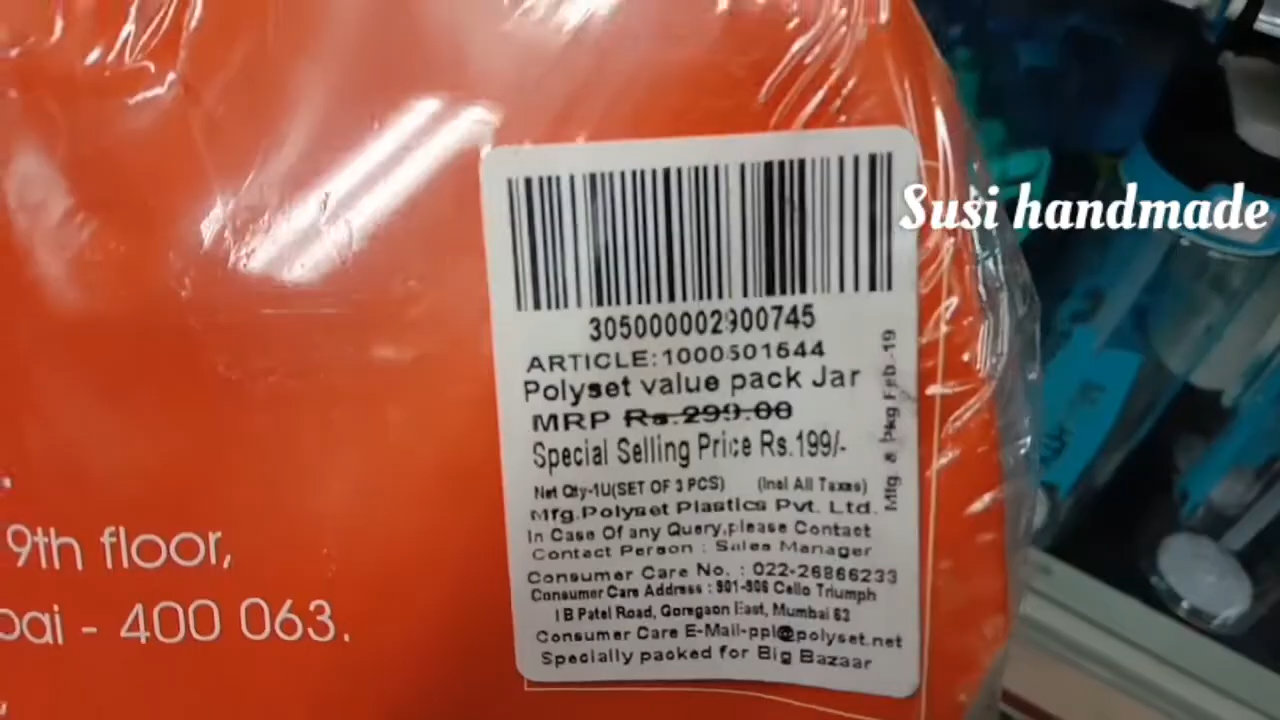 Susi handmade
305000002900745
ARTICLE:1000501644
Polyset value pack Jar
MRP Rs.299.00
Special Selling Price Rs.199/-
Net Qty-1U(SET OF 3 PCS) (Incl All Taxes)
Mfg.Polyset Plastics Pvt. Ltd.
In Case Of any Query,please Contact
Contact Person : Sales Manager
Consumer Care No. : 022-26866233
Consumer Care Address : 901-906 Cello Triumph
I B Patel Road, Goregaon East, Mumbai 63
Consumer Care E-Mail-ppl@polyset.net
Specially packed for Big Bazaar
Mfg. & Pkg Feb.-19
9th floor,
bai - 400 063.